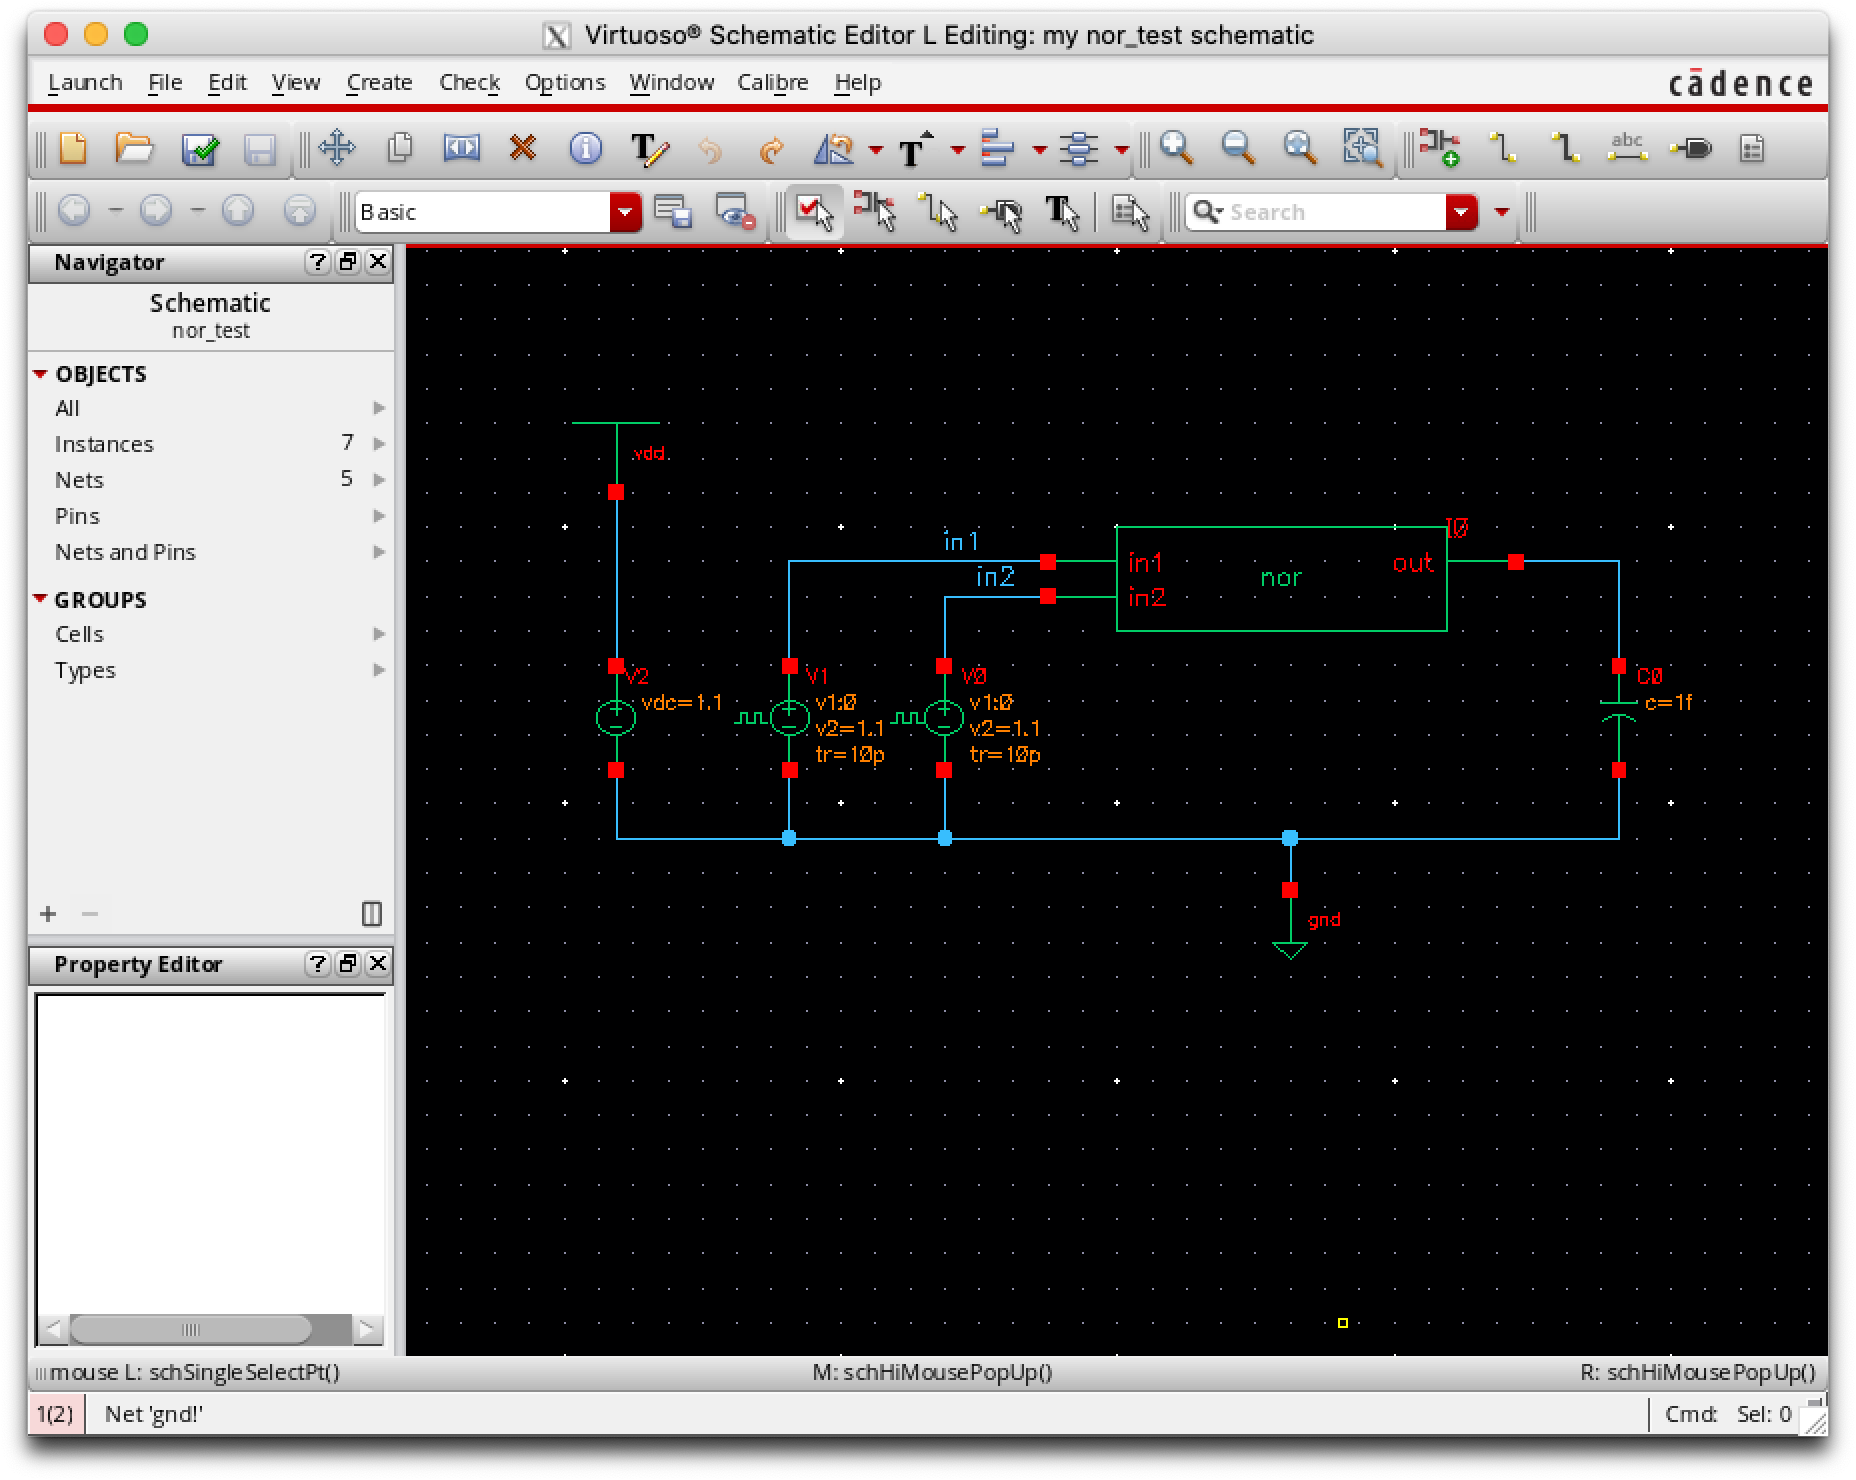 Virtuoso® Schematic Editor L Editing: my nor_test schematic
Launch File Edit View Create Check Options Window Calibre Help
cādence
T T
abc
Basic
T
Search
Navigator
Schematic
nor_test
OBJECTS
All
Instances 7
Nets 5
Pins
Nets and Pins
GROUPS
Cells
Types
Property Editor
vdd
in1
in2
I0
in1
in2
nor
out
V2
vdc=1.1
V1
v1:0
v2=1.1
tr=10p
V0
v1:0
v2=1.1
tr=10p
C0
c=1f
gnd
mouse L: schSingleSelectPt() M: schHiMousePopUp() R: schHiMousePopUp()
1(2) Net 'gnd!' Cmd: Sel: 0